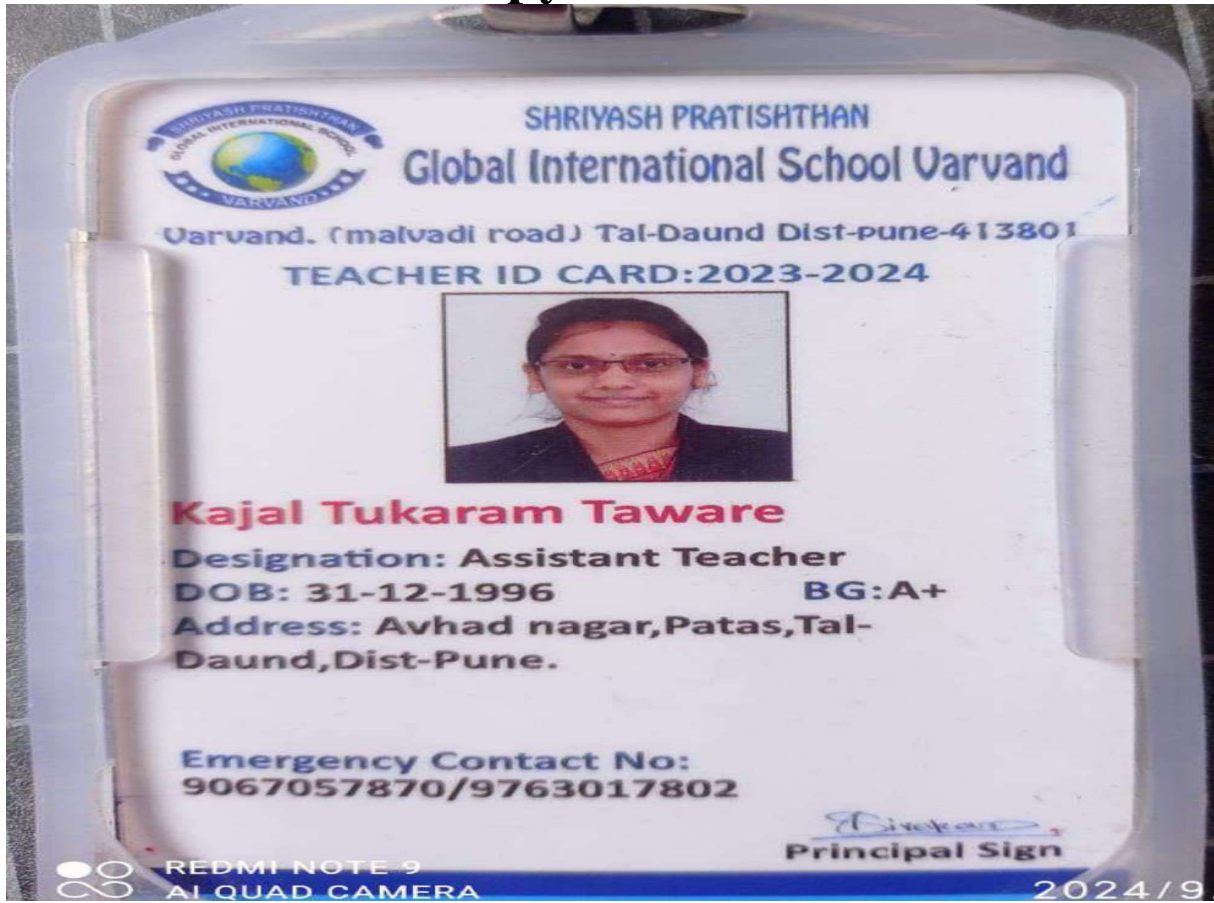 SHRIYASH PRATISHTHAN
GLOBAL INTERNATIONAL SCHOOL
VARVAND
SHRIYASH PRATISHTHAN
Global International School Varvand
Varvand. (malvadi road) Tal-Daund Dist-pune-413801
TEACHER ID CARD:2023-2024
Kajal Tukaram Taware
Designation: Assistant Teacher
DOB: 31-12-1996 BG:A+
Address: Avhad nagar,Patas,Tal-
Daund,Dist-Pune.
Emergency Contact No:
9067057870/9763017802
Principal Sign
REDMI NOTE 9
AI QUAD CAMERA
2024/9